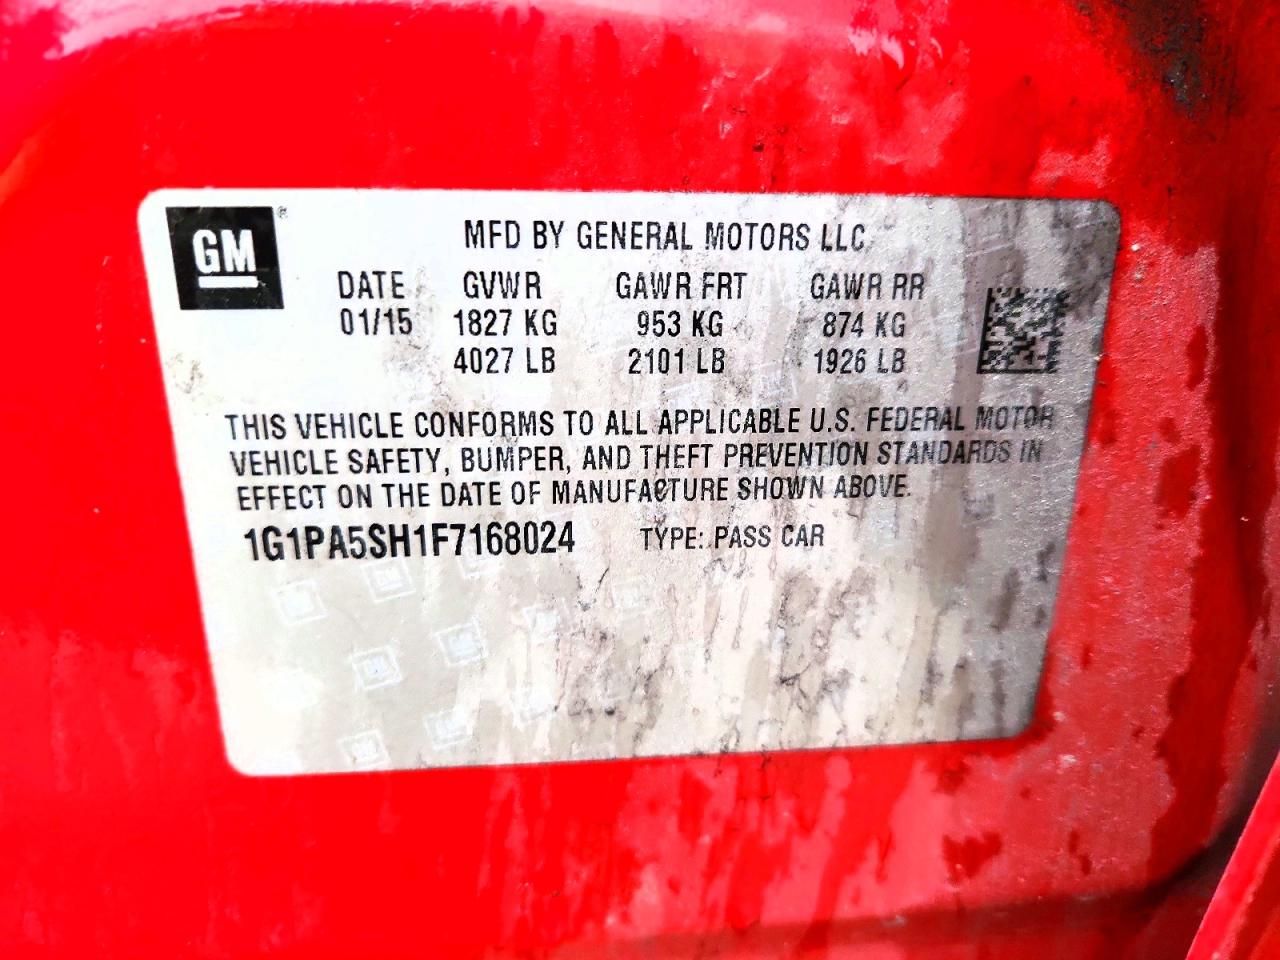 GM ®
MFD BY GENERAL MOTORS LLC
DATE GVWR GAWR FRT GAWR RR
01/15 1827 KG 953 KG 874 KG
4027 LB 2101 LB 1926 LB
THIS VEHICLE CONFORMS TO ALL APPLICABLE U.S. FEDERAL MOTOR
VEHICLE SAFETY, BUMPER, AND THEFT PREVENTION STANDARDS IN
EFFECT ON THE DATE OF MANUFACTURE SHOWN ABOVE.
1G1PA5SH1F7168024 TYPE: PASS CAR